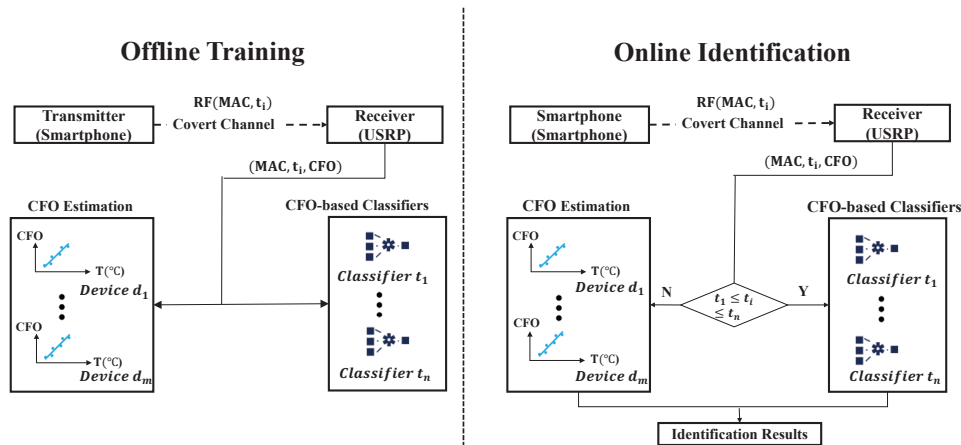 Offline Training
RF(MAC, tᵢ)
Transmitter
(Smartphone)
Covert Channel
Receiver
(USRP)
(MAC, tᵢ, CFO)
CFO Estimation
CFO-based Classifiers
CFO
T(℃)
Device d₁
CFO
T(℃)
Device dₘ
Classifier t₁
Classifier tₙ
Online Identification
RF(MAC, tᵢ)
Smartphone
(Smartphone)
Covert Channel
Receiver
(USRP)
(MAC, tᵢ, CFO)
CFO Estimation
CFO-based Classifiers
CFO
T(℃)
Device d₁
CFO
T(℃)
Device dₘ
N
t₁ ≤ tᵢ
≤ tₙ
Y
Classifier t₁
Classifier tₙ
Identification Results